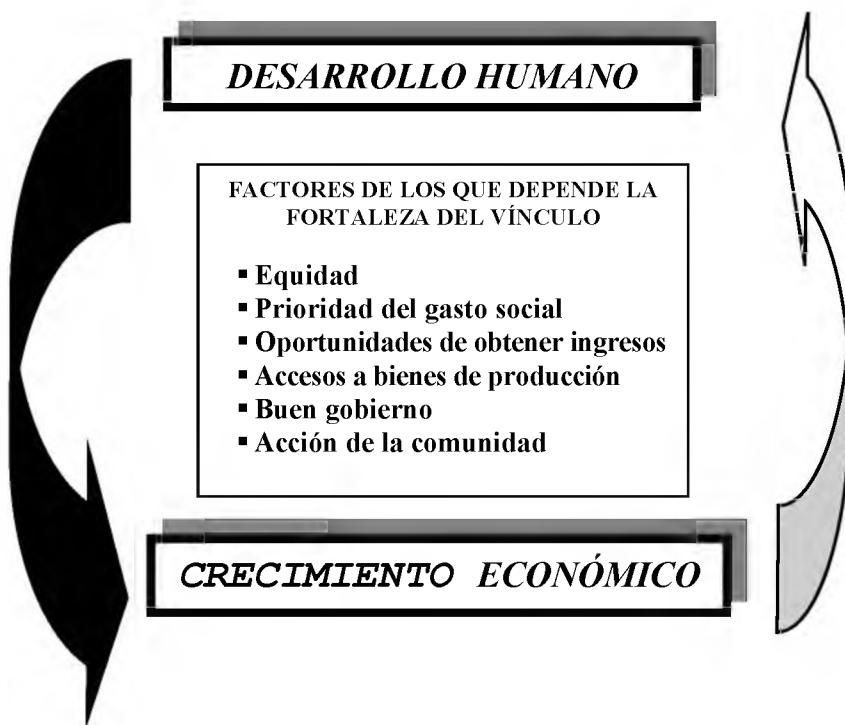 DESARROLLO HUMANO
FACTORES DE LOS QUE DEPENDE LA
FORTALEZA DEL VÍNCULO
▪ Equidad
▪ Prioridad del gasto social
▪ Oportunidades de obtener ingresos
▪ Accesos a bienes de producción
▪ Buen gobierno
▪ Acción de la comunidad
CRECIMIENTO ECONÓMICO